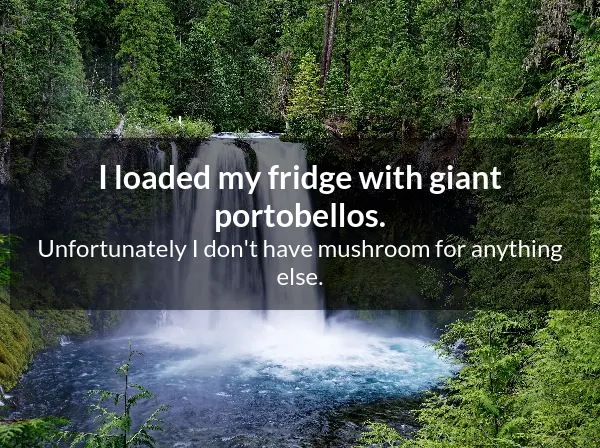 I loaded my fridge with giant
portobellos.
Unfortunately I don't have mushroom for anything
else.